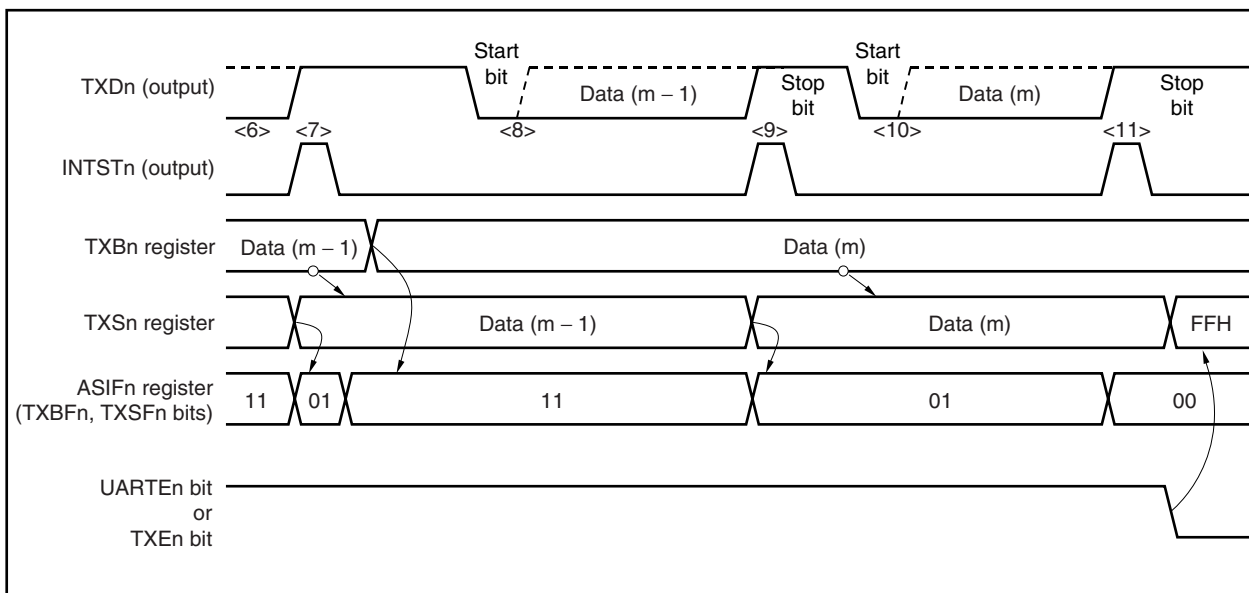 Start
bit
Start
bit
TXDn (output)
Data (m – 1)
Stop
bit
Data (m)
Stop
bit
<6>
<7>
<8>
<9>
<10>
<11>
INTSTn (output)
TXBn register
Data (m – 1)
Data (m)
TXSn register
Data (m – 1)
Data (m)
FFH
ASIFn register
(TXBFn, TXSFn bits)
11
01
11
01
00
UARTEn bit
or
TXEn bit